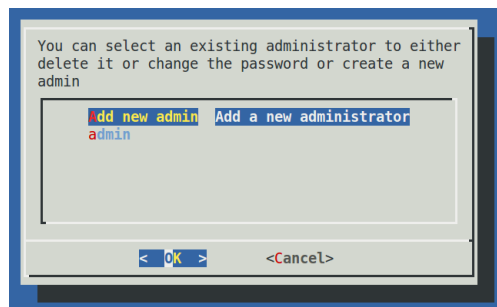 You can select an existing administrator to either
delete it or change the password or create a new
admin
Add new admin  Add a new administrator
admin
<  OK  >  <Cancel>